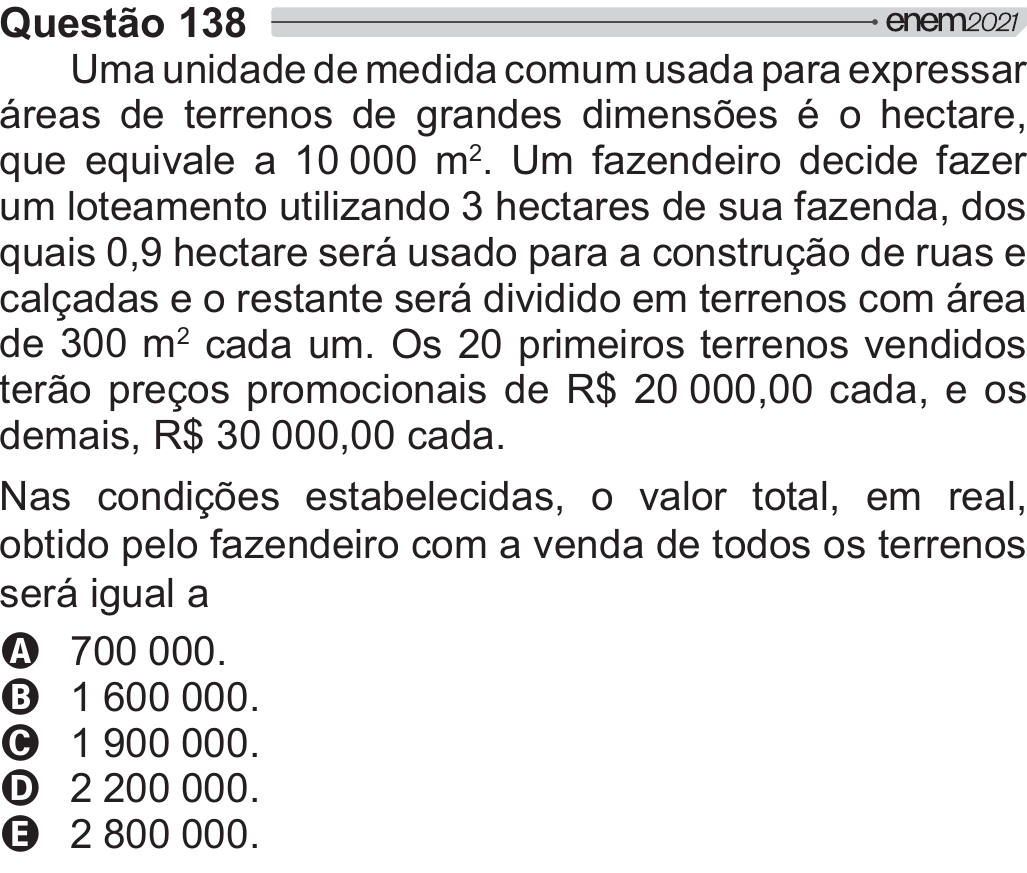 Questão 138 enem2021
Uma unidade de medida comum usada para expressar
áreas de terrenos de grandes dimensões é o hectare,
que equivale a 10 000 m². Um fazendeiro decide fazer
um loteamento utilizando 3 hectares de sua fazenda, dos
quais 0,9 hectare será usado para a construção de ruas e
calçadas e o restante será dividido em terrenos com área
de 300 m² cada um. Os 20 primeiros terrenos vendidos
terão preços promocionais de R$ 20 000,00 cada, e os
demais, R$ 30 000,00 cada.
Nas condições estabelecidas, o valor total, em real,
obtido pelo fazendeiro com a venda de todos os terrenos
será igual a
A 700 000.
B 1 600 000.
C 1 900 000.
D 2 200 000.
E 2 800 000.